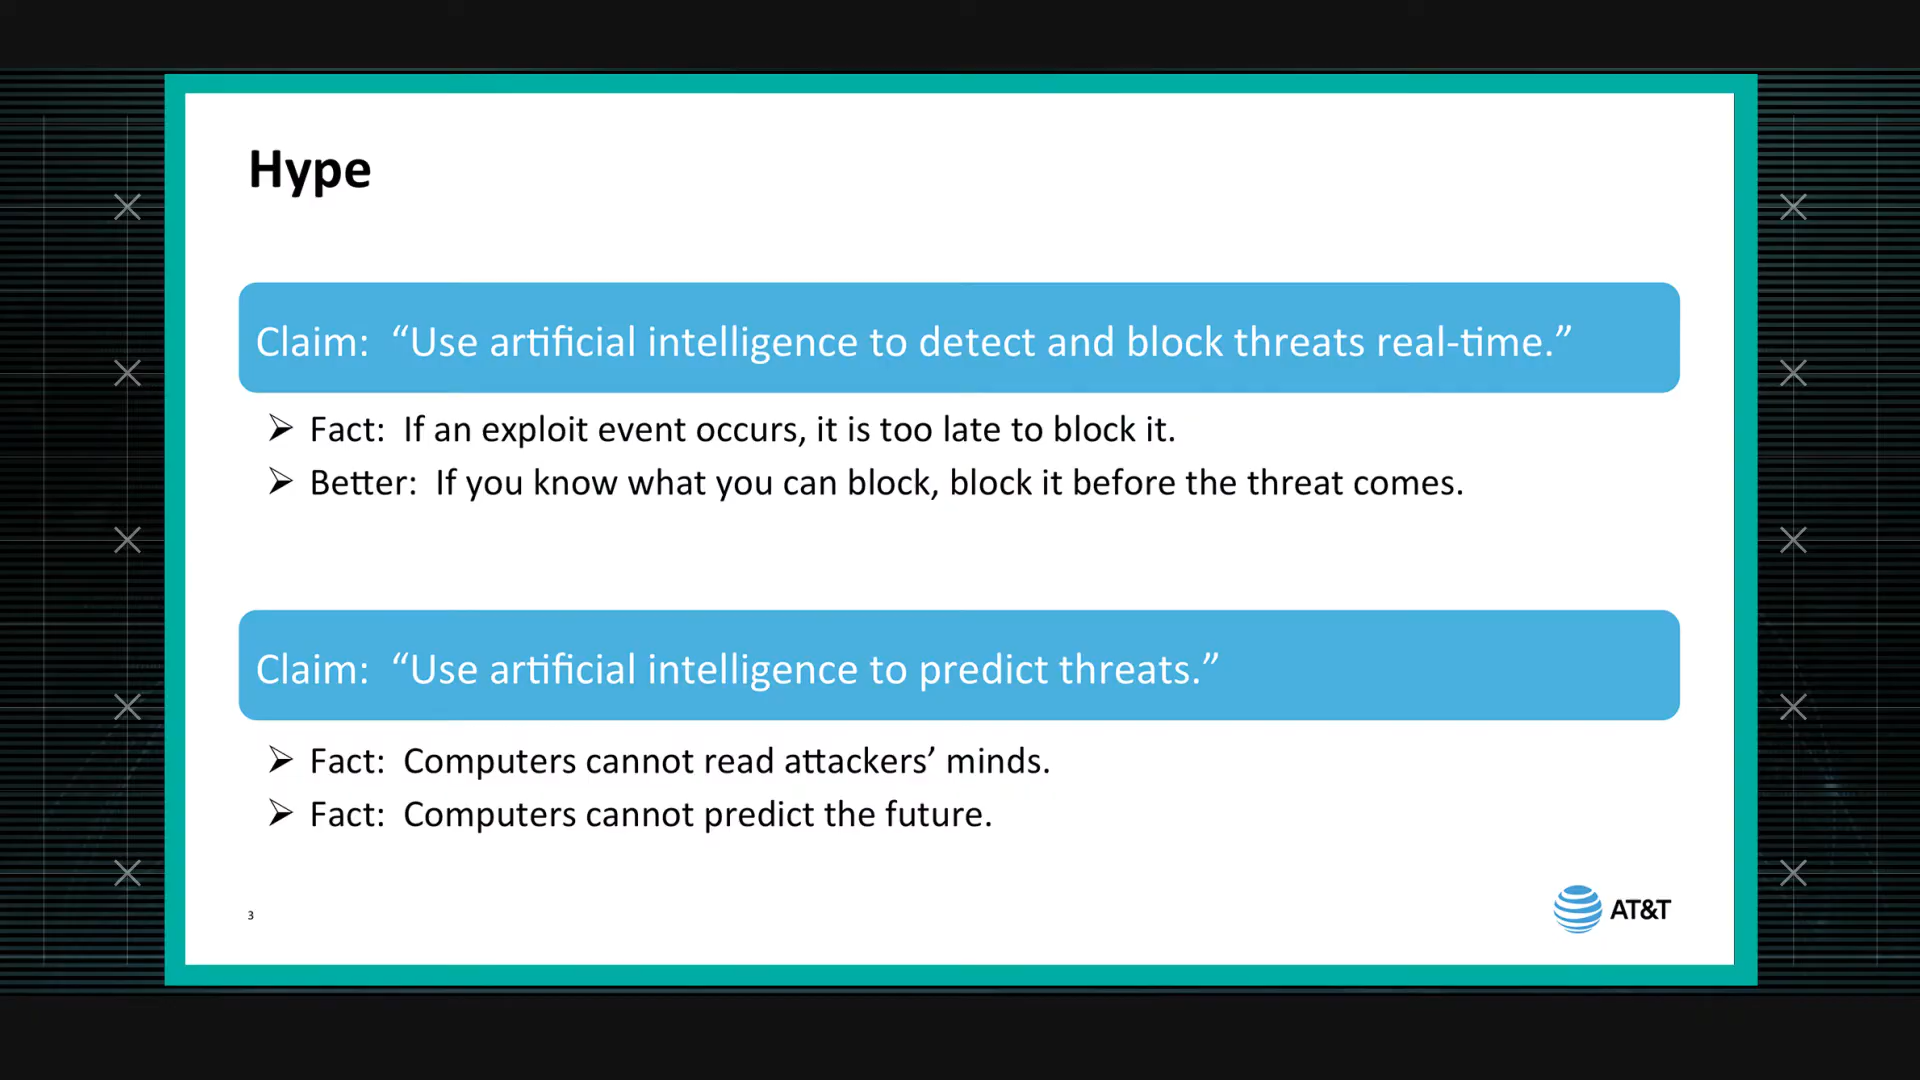 Hype
Claim:  “Use artificial intelligence to detect and block threats real-time.”
➢ Fact:  If an exploit event occurs, it is too late to block it.
➢ Better:  If you know what you can block, block it before the threat comes.
Claim:  “Use artificial intelligence to predict threats.”
➢ Fact:  Computers cannot read attackers’ minds.
➢ Fact:  Computers cannot predict the future.
3
AT&T